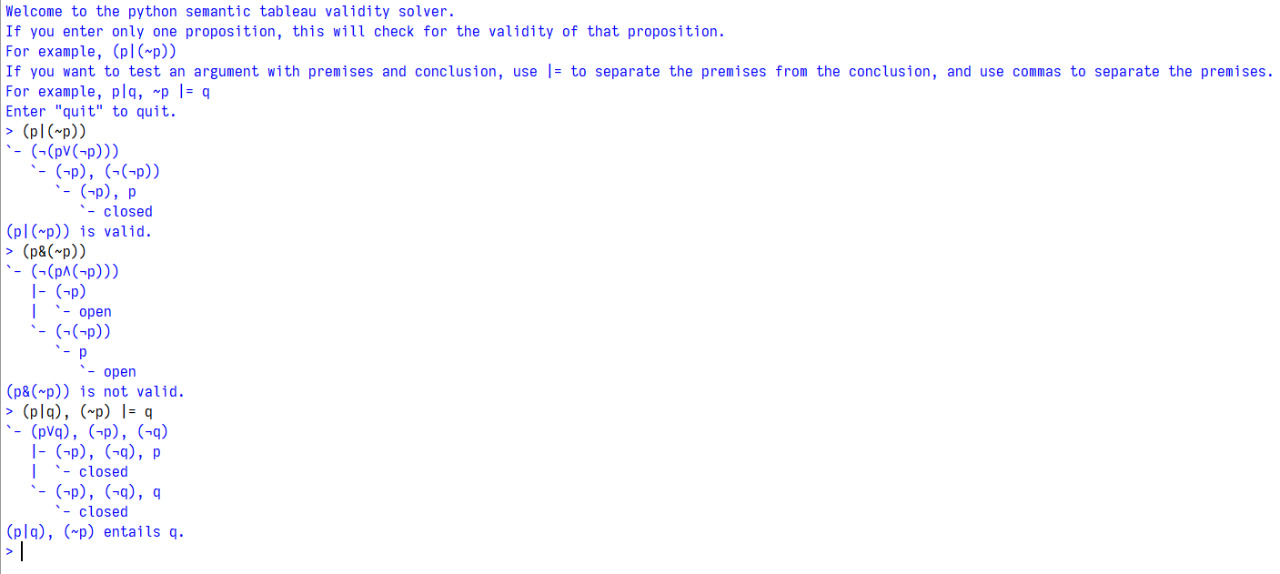 Welcome to the python semantic tableau validity solver.
If you enter only one proposition, this will check for the validity of that proposition.
For example, (p|(~p))
If you want to test an argument with premises and conclusion, use |= to separate the premises from the conclusion, and use commas to separate the premises.
For example, p|q, ~p |= q
Enter "quit" to quit.
> (p|(~p))
`- (¬(p∨(¬p)))
   `- (¬p), (¬(¬p))
      `- (¬p), p
         `- closed
(p|(~p)) is valid.
> (p&(~p))
`- (¬(p∧(¬p)))
   |- (¬p)
   |  `- open
   `- (¬(¬p))
      `- p
         `- open
(p&(~p)) is not valid.
> (p|q), (~p) |= q
`- (p∨q), (¬p), (¬q)
   |- (¬p), (¬q), p
   |  `- closed
   `- (¬p), (¬q), q
      `- closed
(p|q), (~p) entails q.
>